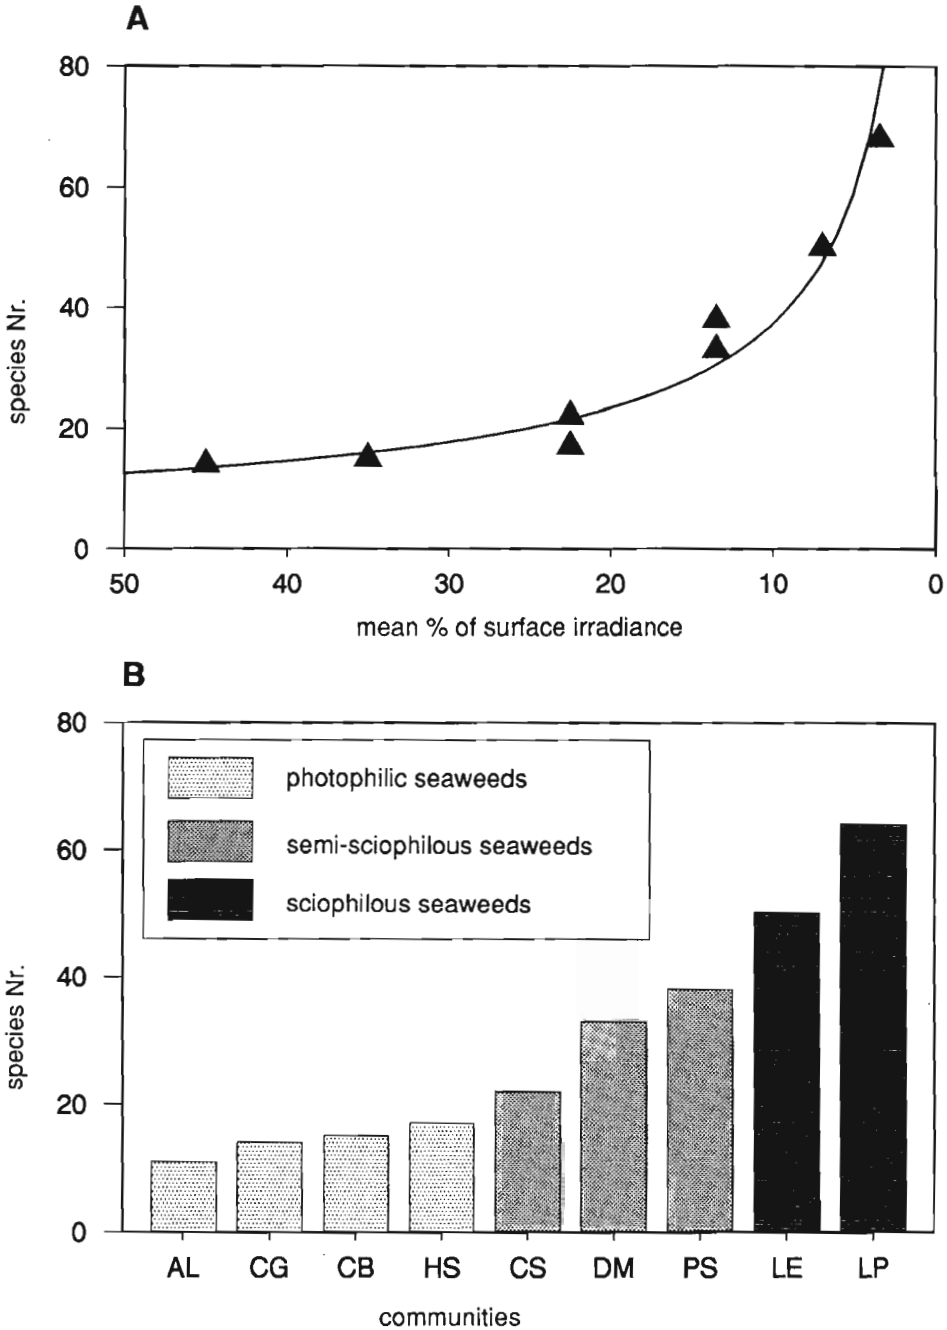 A
80
60
40
20
0
species Nr.
50 40 30 20 10 0
mean % of surface irradiance
B
80
60
40
20
0
species Nr.
photophilic seaweeds
semi-sciophilous seaweeds
sciophilous seaweeds
AL CG CB HS CS DM PS LE LP
communities